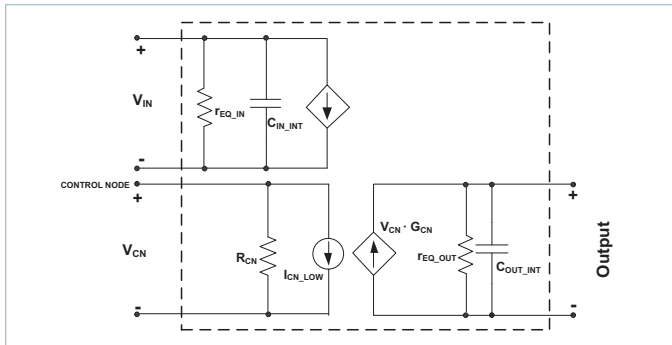 +
V_IN
r_EQ_IN
C_IN_INT
-
CONTROL NODE
+
V_CN
R_CN
I_CN_LOW
V_CN · G_CN
r_EQ_OUT
C_OUT_INT
+
Output
-
-